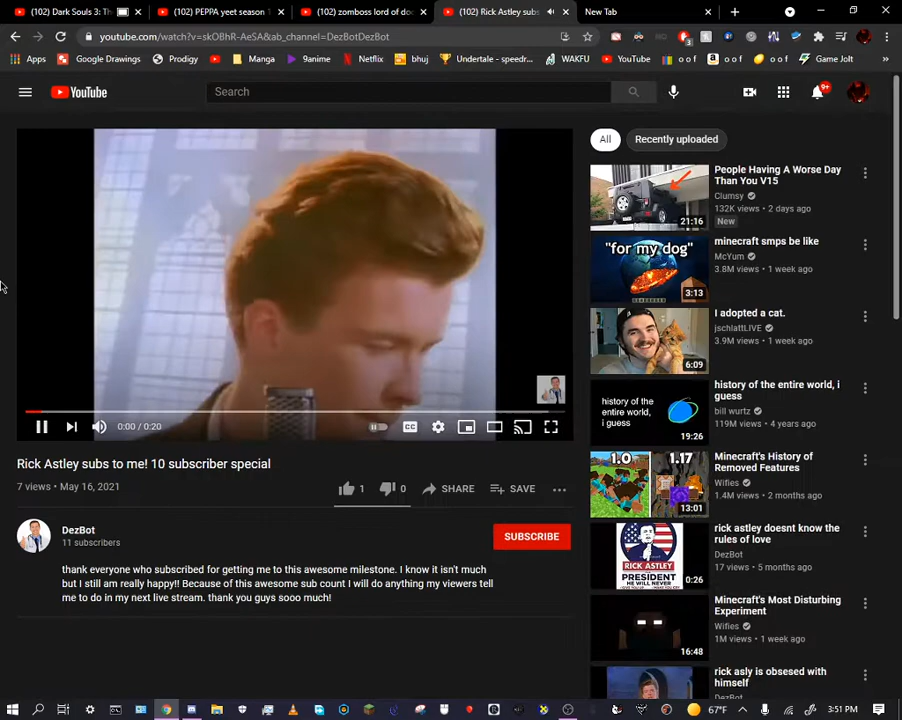 (102) Dark Souls 3: Th
(102) PEPPA yeet season 1
(102) zomboss lord of do
(102) Rick Astley subs
New Tab
youtube.com/watch?v=skOBhR-AeSA&ab_channel=DezBotDezBot
3
Apps
Google Drawings
Prodigy
Manga
9anime
Netflix
bhuj
Undertale - speedr...
WAKFU
YouTube
o o f
o o f
o o f
Game Jolt
»
YouTube
Search
9+
All
Recently uploaded
0:00 / 0:20
CC
Rick Astley subs to me! 10 subscriber special
7 views • May 16, 2021
1
0
SHARE
SAVE
DezBot
11 subscribers
SUBSCRIBE
thank everyone who subscribed for getting me to this awesome milestone. I know it isn't much
but I still am really happy!! Because of this awesome sub count I will do anything my viewers tell
me to do in my next live stream. thank you guys sooo much!
21:16
People Having A Worse Day
Than You V15
Clumsy
132K views • 2 days ago
New
"for my dog"
3:13
minecraft smps be like
McYum
3.8M views • 1 week ago
6:09
I adopted a cat.
jschlattLIVE
3.9M views • 1 week ago
history of
the entire
world, i
guess
19:26
history of the entire world, i
guess
bill wurtz
119M views • 4 years ago
1.0
1.17
13:01
Minecraft's History of
Removed Features
Wifies
1.4M views • 2 months ago
RICK ASTLEY
PRESIDENT
HE WILL NEVER
0:26
rick astley doesnt know the
rules of love
DezBot
17 views • 5 months ago
16:48
Minecraft's Most Disturbing
Experiment
Wifies
1M views • 1 week ago
rick asly is obsesed with
himself
DezBot
67°F
3:51 PM